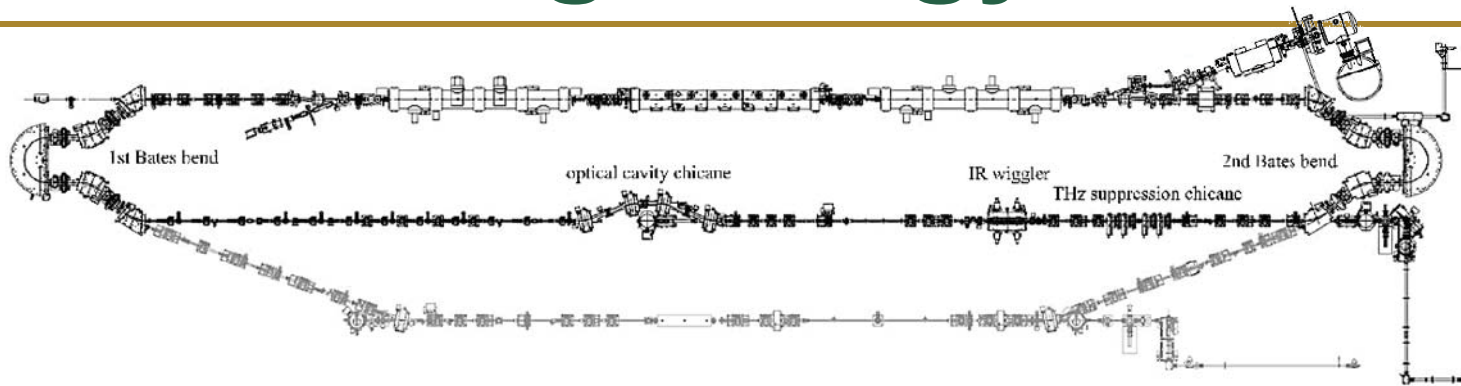 1st Bates bend
optical cavity chicane
IR wiggler
2nd Bates bend
THz suppression chicane